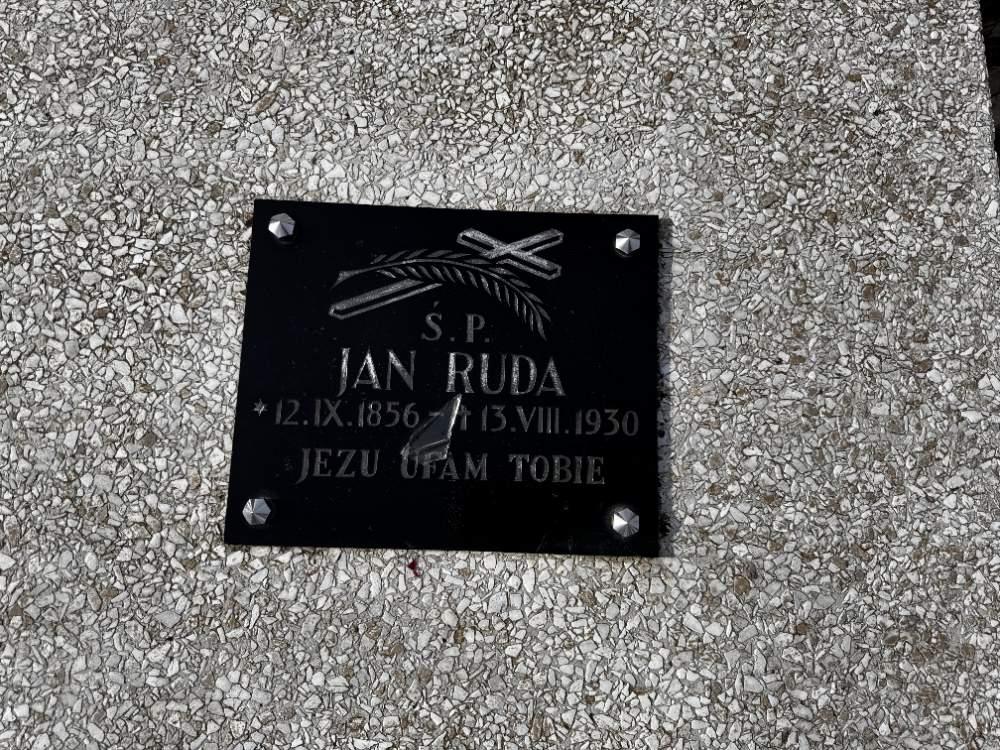 Ś.P.
JAN RUDA
* 12.IX.1856 - † 13.VIII.1930
JEZU UFAM TOBIE